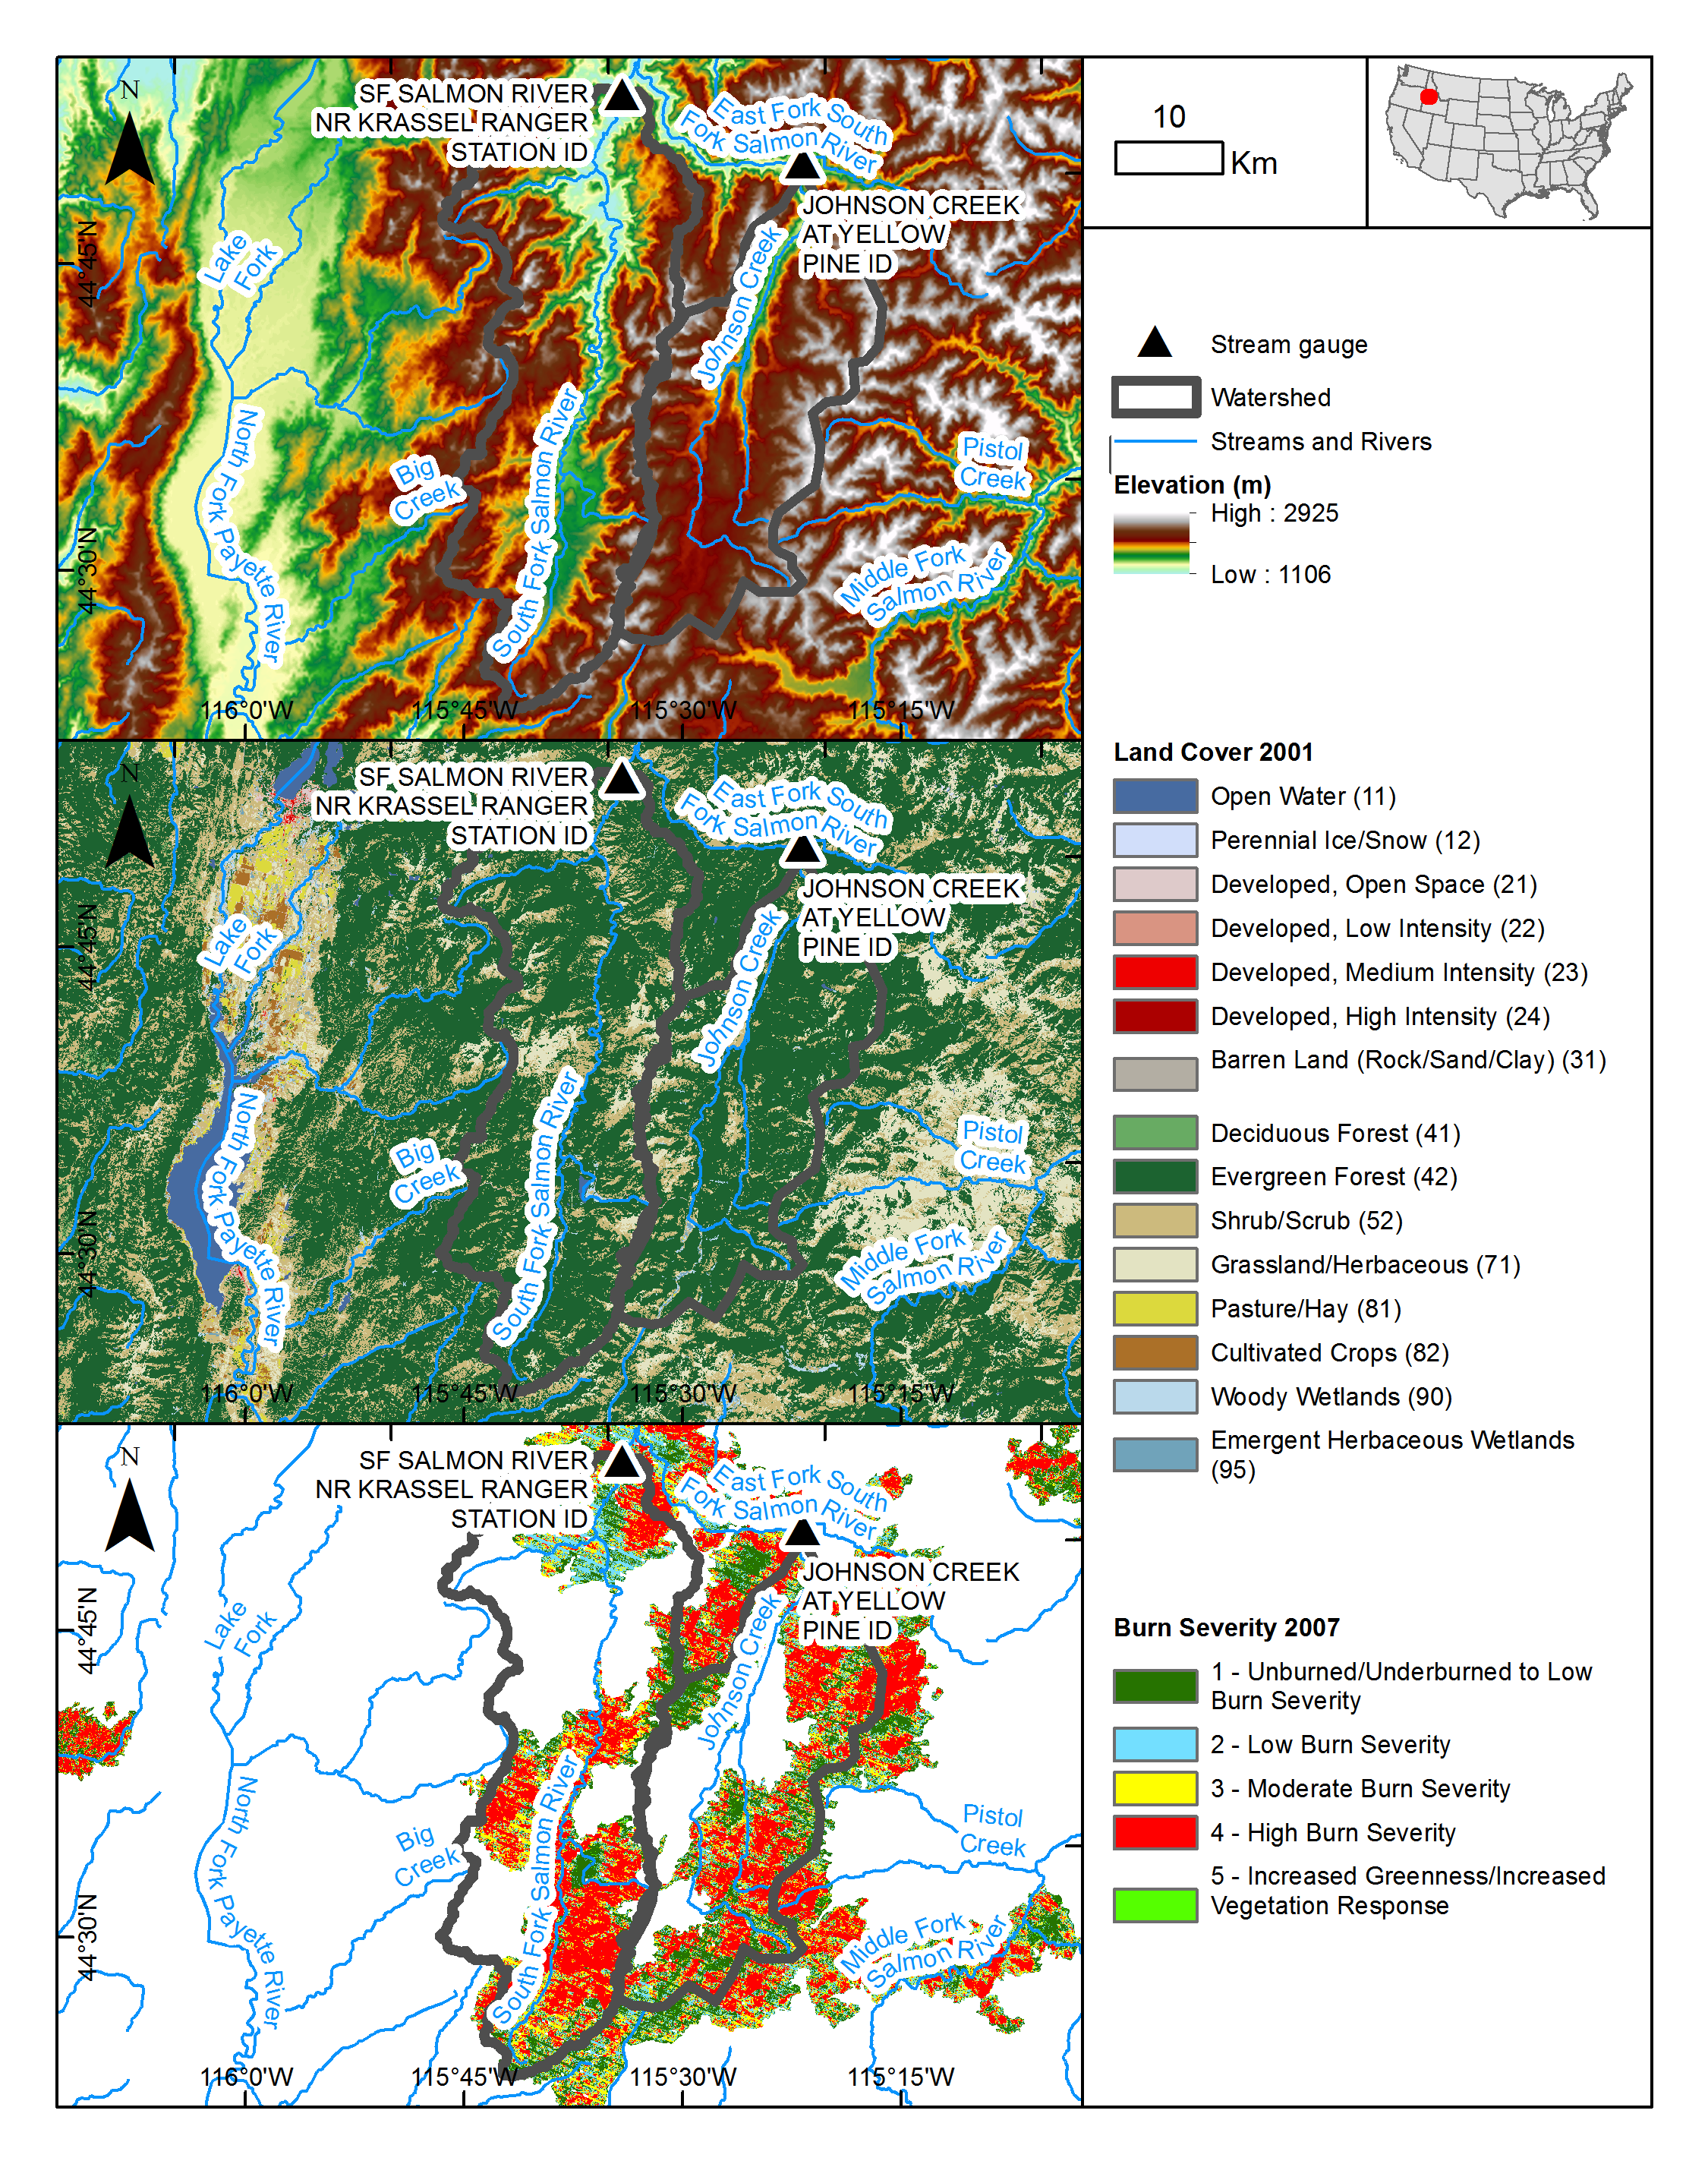 N
SF SALMON RIVER
NR KRASSEL RANGER
STATION ID
East Fork South
Fork Salmon River
JOHNSON CREEK
AT YELLOW
PINE ID
Lake
Fork
Johnson Creek
44°45'N
North Fork Payette River
Big
Creek
South Fork Salmon River
Pistol
Creek
44°30'N
Middle Fork
Salmon River
116°0'W
115°45'W
115°30'W
115°15'W
N
SF SALMON RIVER
NR KRASSEL RANGER
STATION ID
East Fork South
Fork Salmon River
JOHNSON CREEK
AT YELLOW
PINE ID
Lake
Fork
Johnson Creek
44°45'N
North Fork Payette River
Big
Creek
South Fork Salmon River
Pistol
Creek
44°30'N
Middle Fork
Salmon River
116°0'W
115°45'W
115°30'W
115°15'W
N
SF SALMON RIVER
NR KRASSEL RANGER
STATION ID
East Fork South
Fork Salmon River
JOHNSON CREEK
AT YELLOW
PINE ID
Lake
Fork
Johnson Creek
44°45'N
North Fork Payette River
Big
Creek
South Fork Salmon River
Pistol
Creek
44°30'N
Middle Fork
Salmon River
116°0'W
115°45'W
115°30'W
115°15'W
10
Km
Stream gauge
Watershed
Streams and Rivers
Elevation (m)
High : 2925
Low : 1106
Land Cover 2001
Open Water (11)
Perennial Ice/Snow (12)
Developed, Open Space (21)
Developed, Low Intensity (22)
Developed, Medium Intensity (23)
Developed, High Intensity (24)
Barren Land (Rock/Sand/Clay) (31)
Deciduous Forest (41)
Evergreen Forest (42)
Shrub/Scrub (52)
Grassland/Herbaceous (71)
Pasture/Hay (81)
Cultivated Crops (82)
Woody Wetlands (90)
Emergent Herbaceous Wetlands
(95)
Burn Severity 2007
1 - Unburned/Underburned to Low
Burn Severity
2 - Low Burn Severity
3 - Moderate Burn Severity
4 - High Burn Severity
5 - Increased Greenness/Increased
Vegetation Response